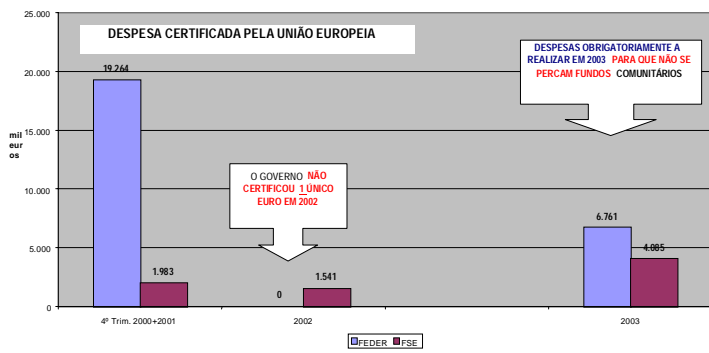 DESPESA CERTIFICADA PELA UNIÃO EUROPEIA
DESPESAS OBRIGATORIAMENTE A
REALIZAR EM 2003 PARA QUE NÃO SE
PERCAM FUNDOS COMUNITÁRIOS
O GOVERNO NÃO
CERTIFICOU 1 ÚNICO
EURO EM 2002
mil
eur
os
25.000
20.000
15.000
10.000
5.000
0
19.264
1.983
0
1.541
6.761
4.085
4º Trim. 2000+2001
2002
2003
FEDER
FSE